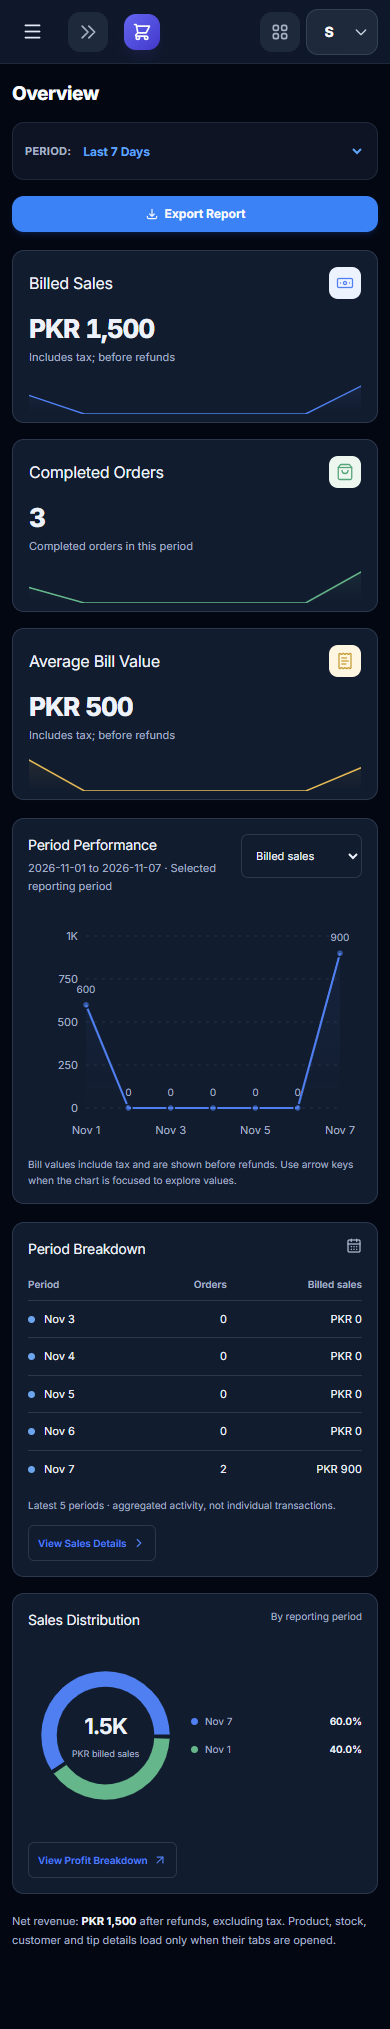 S
Overview
PERIOD: Last 7 Days
Export Report
Billed Sales
PKR 1,500
Includes tax; before refunds
Completed Orders
3
Completed orders in this period
Average Bill Value
PKR 500
Includes tax; before refunds
Period Performance
Billed sales
2026-11-01 to 2026-11-07 · Selected
reporting period
1K
900
750
600
500
250
0 0 0 0 0
0
Nov 1 Nov 3 Nov 5 Nov 7
Bill values include tax and are shown before refunds. Use arrow keys
when the chart is focused to explore values.
Period Breakdown
Period Orders Billed sales
Nov 3 0 PKR 0
Nov 4 0 PKR 0
Nov 5 0 PKR 0
Nov 6 0 PKR 0
Nov 7 2 PKR 900
Latest 5 periods · aggregated activity, not individual transactions.
View Sales Details
Sales Distribution By reporting period
1.5K
PKR billed sales
Nov 7 60.0%
Nov 1 40.0%
View Profit Breakdown
Net revenue: PKR 1,500 after refunds, excluding tax. Product, stock,
customer and tip details load only when their tabs are opened.